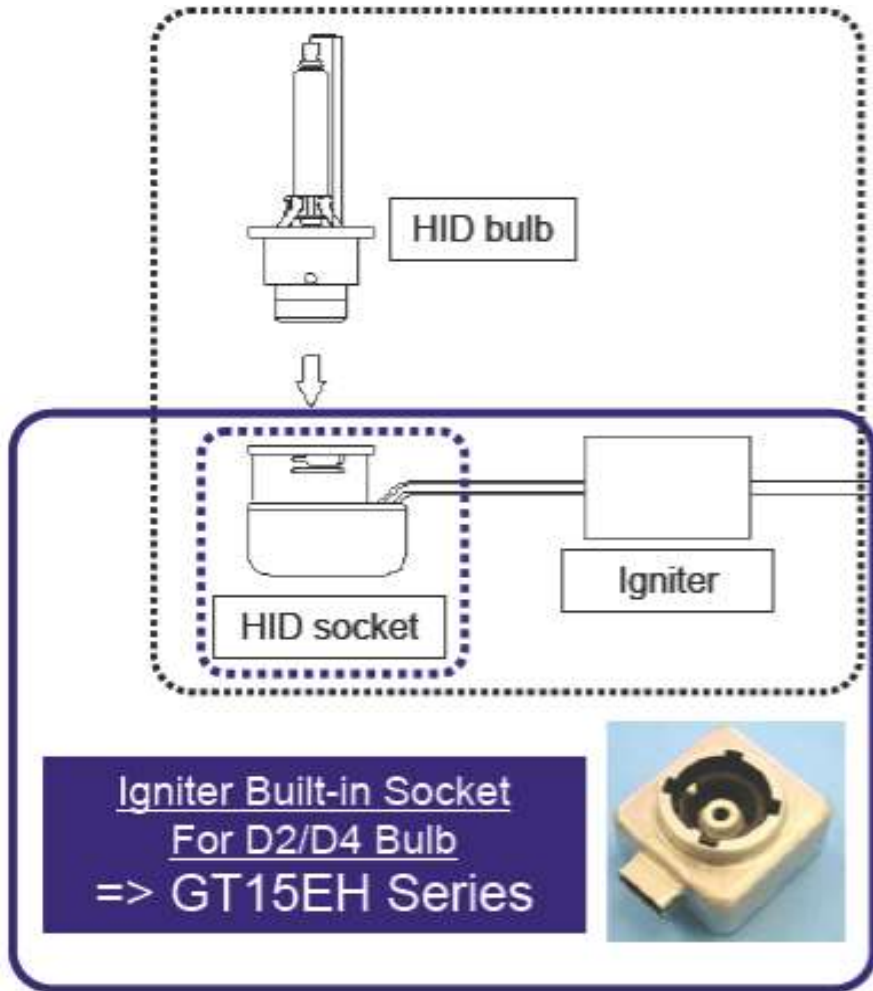 HID bulb
HID socket
Igniter
Igniter Built-in Socket
For D2/D4 Bulb
=> GT15EH Series